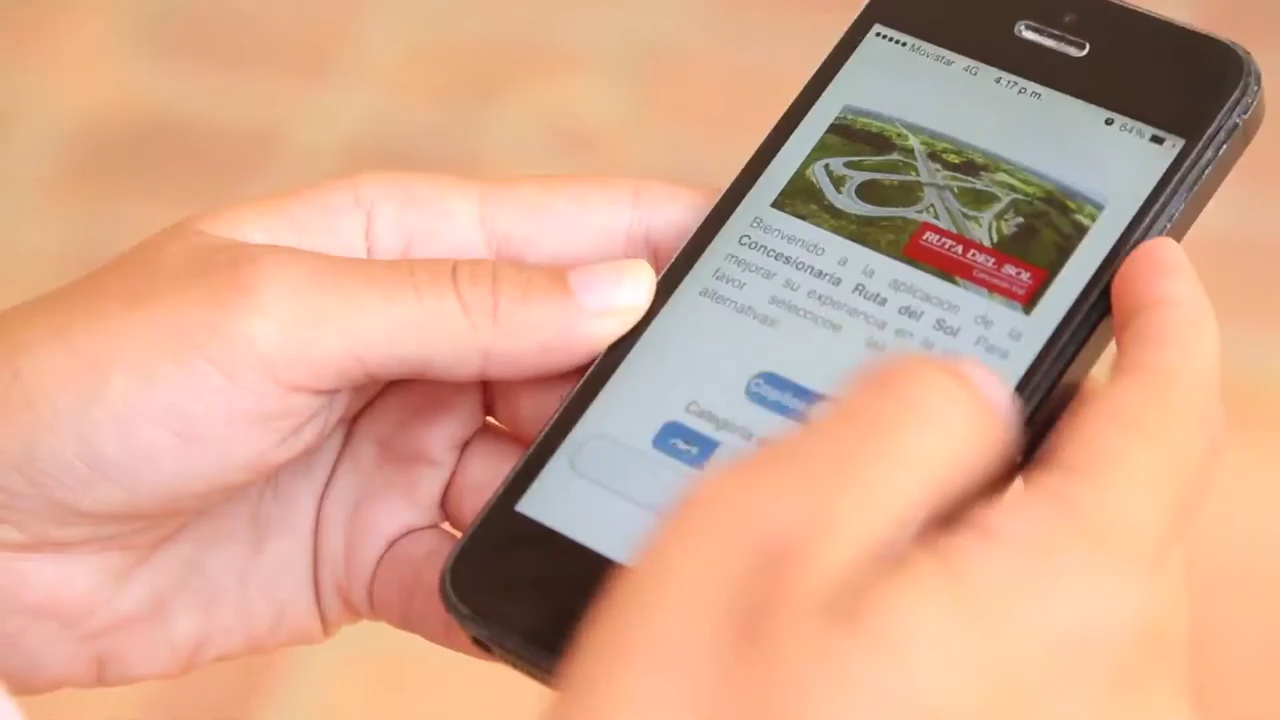 Movistar 4G 4:17 p.m. 64%
RUTA DEL SOL
Bienvenido a la aplicación de la
Concesionaria Ruta del Sol Para
mejorar su experiencia en la
favor seleccione
alternativas
Categoría